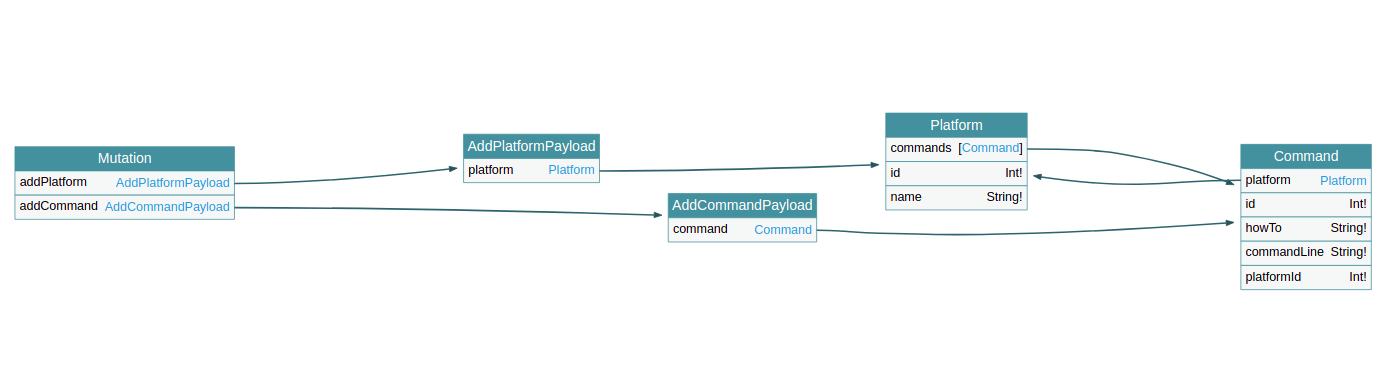 Mutation
addPlatform AddPlatformPayload
addCommand AddCommandPayload
AddPlatformPayload
platform Platform
AddCommandPayload
command Command
Platform
commands [Command]
id Int!
name String!
Command
platform Platform
id Int!
howTo String!
commandLine String!
platformId Int!